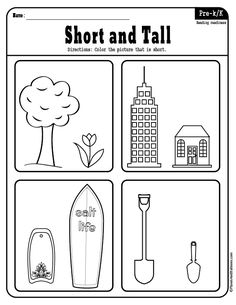 Name:
Pre-k/K
Reading readiness
Short and Tall
Directions: Color the picture that is short.
salt
life